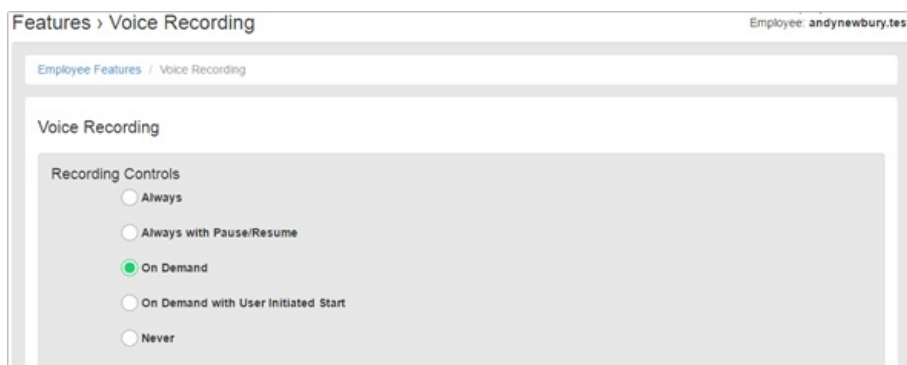 Features › Voice Recording
Employee: andynewbury.tes
Employee Features / Voice Recording
Voice Recording
Recording Controls
Always
Always with Pause/Resume
On Demand
On Demand with User Initiated Start
Never